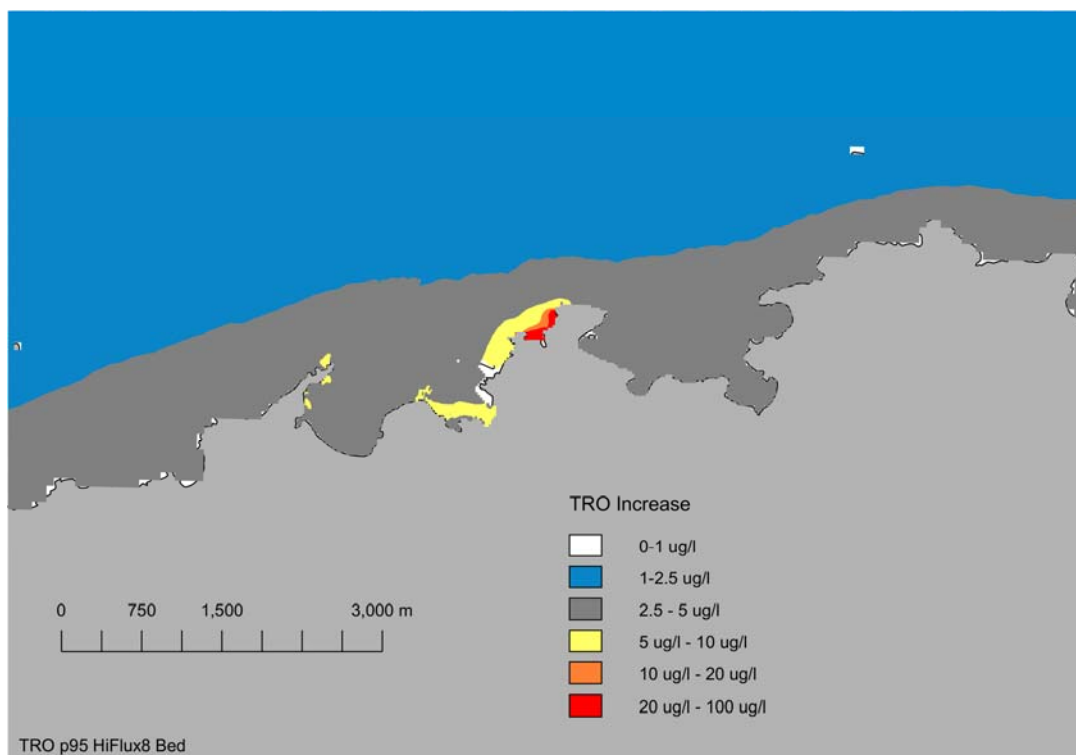 TRO Increase
0-1 ug/l
1-2.5 ug/l
2.5 - 5 ug/l
5 ug/l - 10 ug/l
10 ug/l - 20 ug/l
20 ug/l - 100 ug/l
0 750 1,500 3,000 m
TRO p95 HiFlux8 Bed